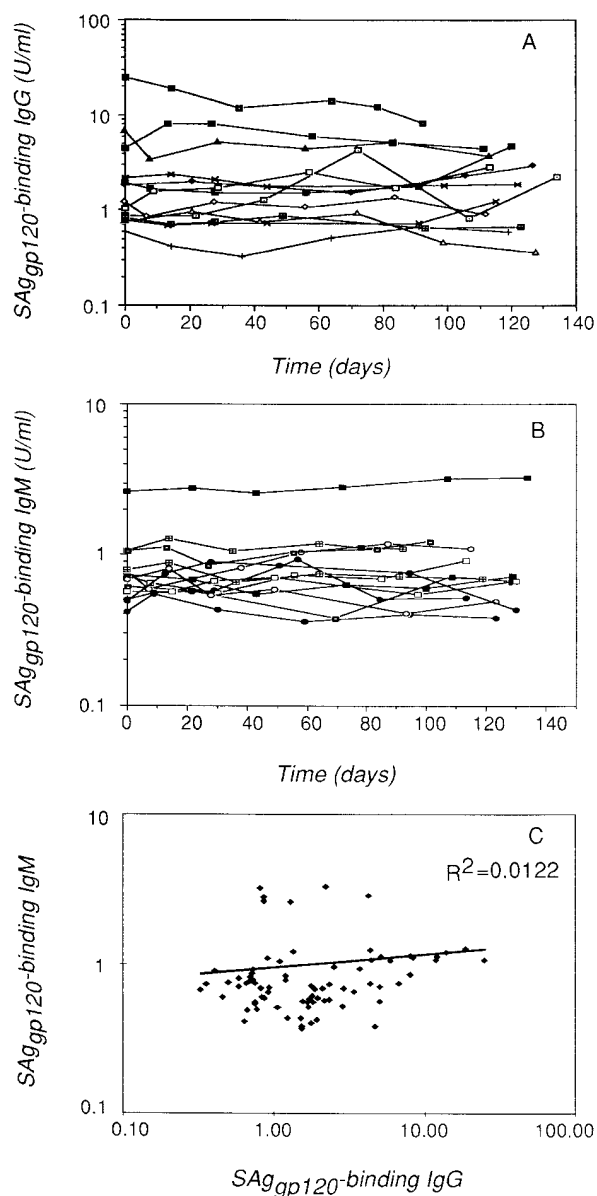 A
SAggp120-binding IgG (U/ml)
100
10
1
0.1
0 20 40 60 80 100 120 140
Time (days)
B
SAggp120-binding IgM (U/ml)
10
1
0.1
0 20 40 60 80 100 120 140
Time (days)
C
R²=0.0122
SAggp120-binding IgM
10
1
0.1
0.10 1.00 10.00 100.00
SAggp120-binding IgG